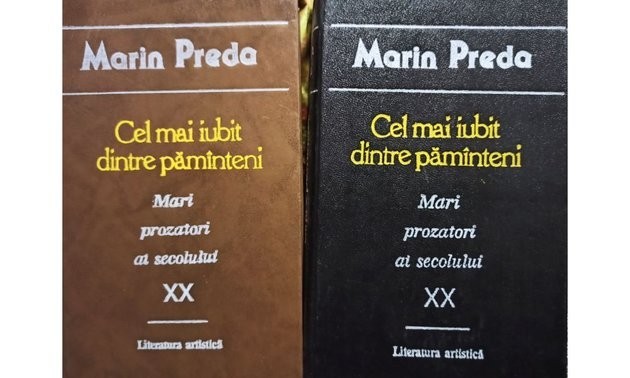 Marin Preda
Cel mai iubit
dintre pămînteni
Mari
prozatori
ai secolului
XX
Literatura artistică
Marin Preda
Cel mai iubit
dintre pămînteni
Mari
prozatori
ai secolului
XX
Literatura artistică